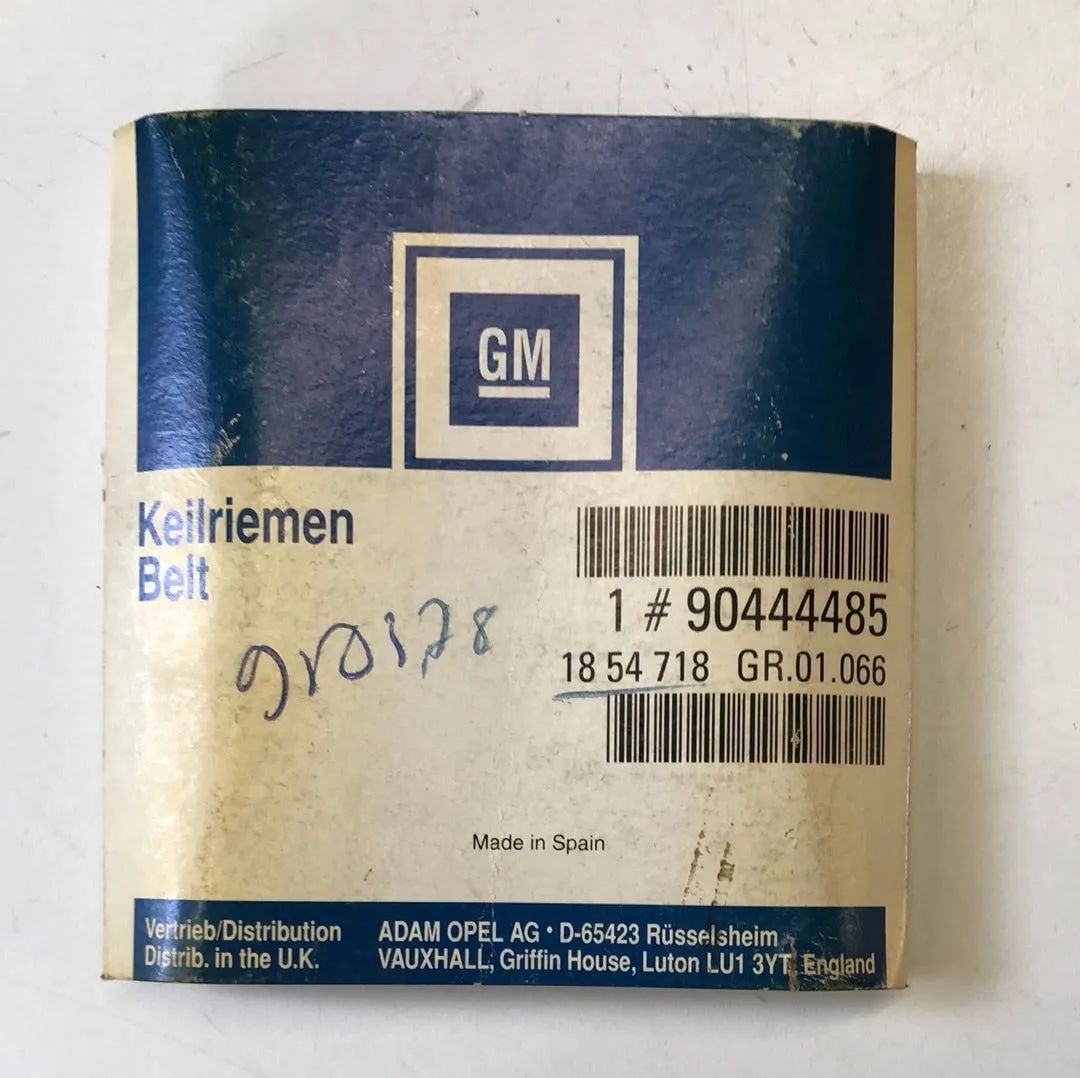 GM
Keilriemen
Belt
1 # 90444485
18 54 718 GR.01.066
Made in Spain
Vertrieb/Distribution ADAM OPEL AG • D-65423 Rüsselsheim
Distrib. in the U.K. VAUXHALL, Griffin House, Luton LU1 3YT, England